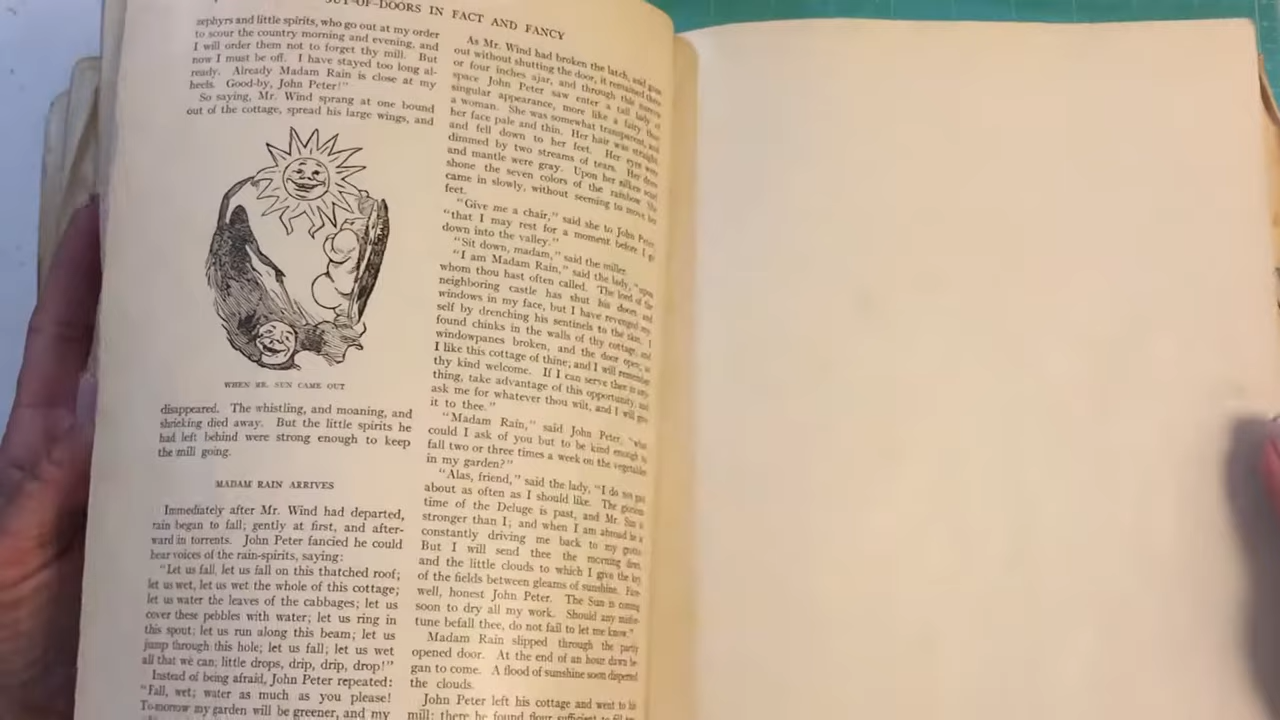 OUT-OF-DOORS IN FACT AND FANCY
zephyrs and little spirits, who go out at my order
to scour the country morning and evening, and
I will order them not to forget thy mill. But
now I must be off. I have stayed too long al-
ready. Already Madam Rain is close at my
heels. Good-by, John Peter!"
So saying, Mr. Wind sprang at one bound
out of the cottage, spread his large wings, and
WHEN MR. SUN CAME OUT
disappeared. The whistling, and moaning, and
shrieking died away. But the little spirits he
had left behind were strong enough to keep
the mill going.
MADAM RAIN ARRIVES
Immediately after Mr. Wind had departed,
rain began to fall; gently at first, and after-
ward in torrents. John Peter fancied he could
hear voices of the rain-spirits, saying:
"Let us fall, let us fall on this thatched roof;
let us wet, let us wet the whole of this cottage;
let us water the leaves of the cabbages; let us
cover these pebbles with water; let us ring in
this spout; let us run along this beam; let us
jump through this hole; let us fall; let us wet
all that we can; little drops, drip, drip, drop!"
Instead of being afraid, John Peter repeated:
"Fall, wet; water as much as you please!
To-morrow my garden will be greener, and my
As Mr. Wind had broken the latch, and gone
out without shutting the door, it remained three
or four inches ajar, and through this narrow
space John Peter saw enter a tall lady of
singular appearance, more like a fairy than
a woman. She was somewhat transparent, and
her face pale and thin. Her hair was straight,
and fell down to her feet. Her eyes were
dimmed by two streams of tears. Her dress
and mantle were gray. Upon her silken scarf
shone the seven colors of the rainbow. She
came in slowly, without seeming to move her
feet.
"Give me a chair," said she to John Peter,
"that I may rest for a moment before I go
down into the valley."
"Sit down, madam," said the miller.
"I am Madam Rain," said the lady, "upon
whom thou hast often called. The lord of the
neighboring castle has shut his doors and
windows in my face, but I have revenged my-
self by drenching his sentinels to the skin. I
found chinks in the walls of thy cottage, and
windowpanes broken, and the door open; as
I like this cottage of thine; and I will remember
thy kind welcome. If I can serve thee in any-
thing, take advantage of this opportunity, and
ask me for whatever thou wilt, and I will give
it to thee."
"Madam Rain," said John Peter, "what
could I ask of you but to be kind enough to
fall two or three times a week on the vegetables
in my garden?"
"Alas, friend," said the lady, "I do not
about as often as I should like. The glorious
time of the Deluge is past, and Mr. Sun is
stronger than I; and when I am abroad he is
constantly driving me back to my grotto.
But I will send thee the morning dews,
and the little clouds to which I give the key
of the fields between gleams of sunshine. Fare-
well, honest John Peter. The Sun is coming
soon to dry all my work. Should any misfor-
tune befall thee, do not fail to let me know."
Madam Rain slipped through the partly
opened door. At the end of an hour dawn be-
gan to come. A flood of sunshine soon dispersed
the clouds.
John Peter left his cottage and went to his
mill; there he found flour sufficient to